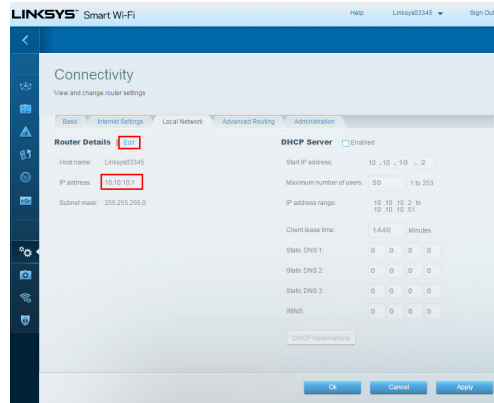 LINKSYS Smart Wi-Fi Help Linksys03345 Sign Out
Connectivity
View and change router settings
Basic Internet Settings Local Network Advanced Routing Administration
Router Details | Edit
Host name: Linksys03345
IP address: 10.10.10.1
Subnet mask: 255.255.255.0
DHCP Server Enabled
Start IP address: 10 . 10 . 10 . 2
Maximum number of users: 50 1 to 253
IP address range: 10 .10 .10 .2 to
10 .10 .10 .51
Client lease time: 1440 Minutes
Static DNS 1: 0 0 0 0
Static DNS 2: 0 0 0 0
Static DNS 3: 0 0 0 0
WINS: 0 0 0 0
DHCP Reservations
Ok Cancel Apply